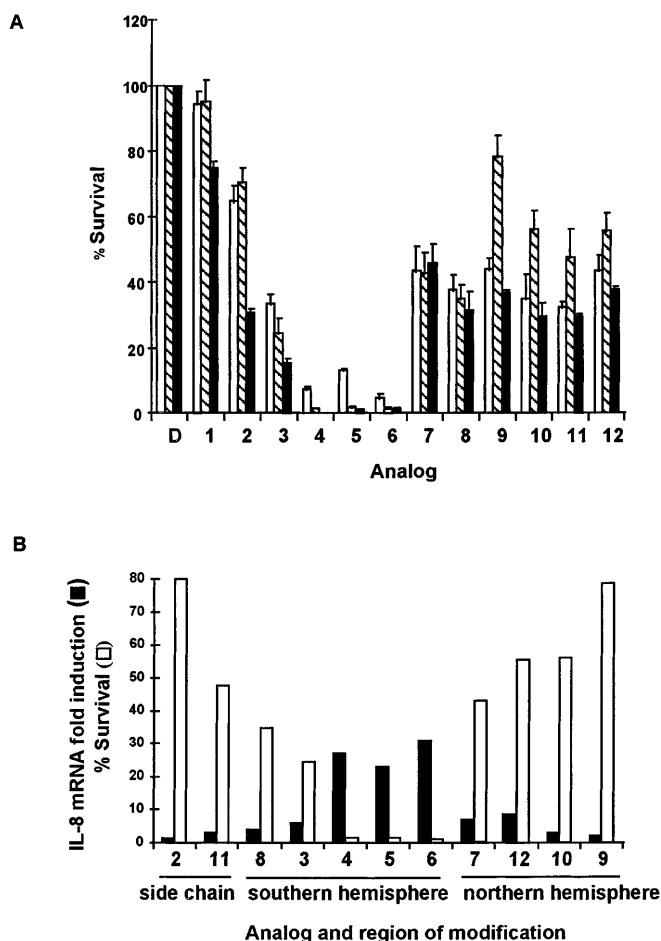 A
% Survival
120
100
80
60
40
20
0
D 1 2 3 4 5 6 7 8 9 10 11 12
Analog
B
IL-8 mRNA fold induction (■)
% Survival (□)
80
70
60
50
40
30
20
10
0
2 11 8 3 4 5 6 7 12 10 9
side chain southern hemisphere northern hemisphere
Analog and region of modification